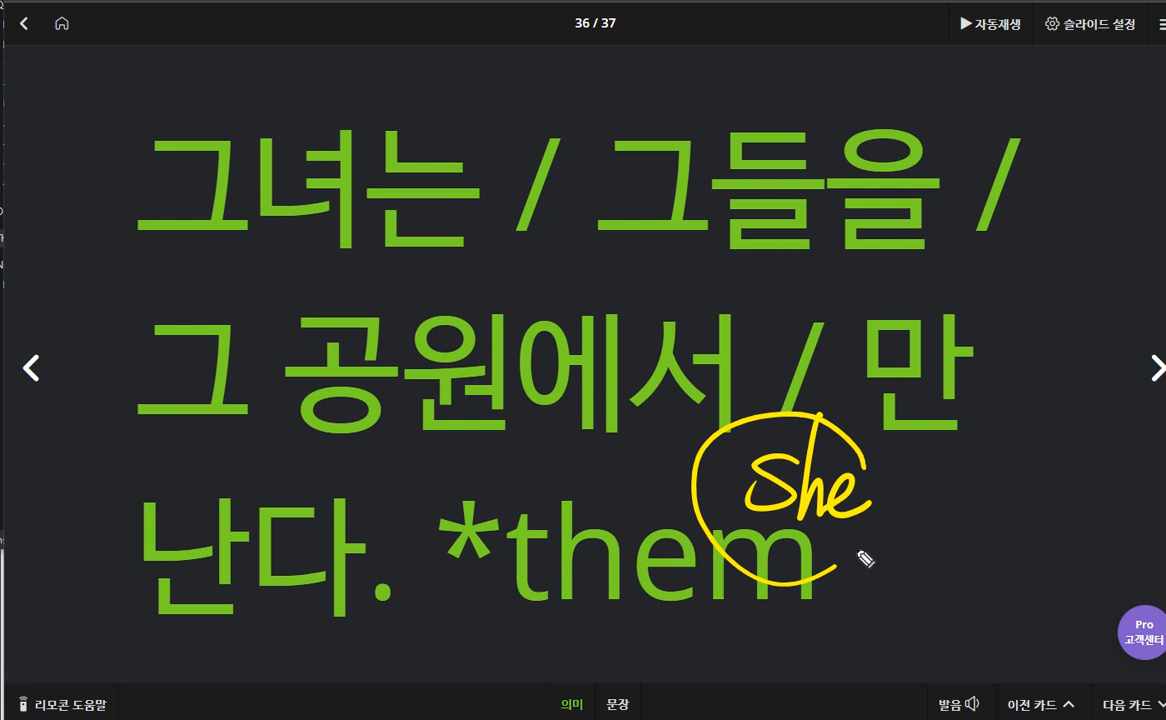 36 / 37
자동재생
슬라이드 설정
그녀는 / 그들을 /
그 공원에서 / 만
난다. *them
She
Pro
고객센터
리모콘 도움말
의미
문장
발음
이전 카드
다음 카드